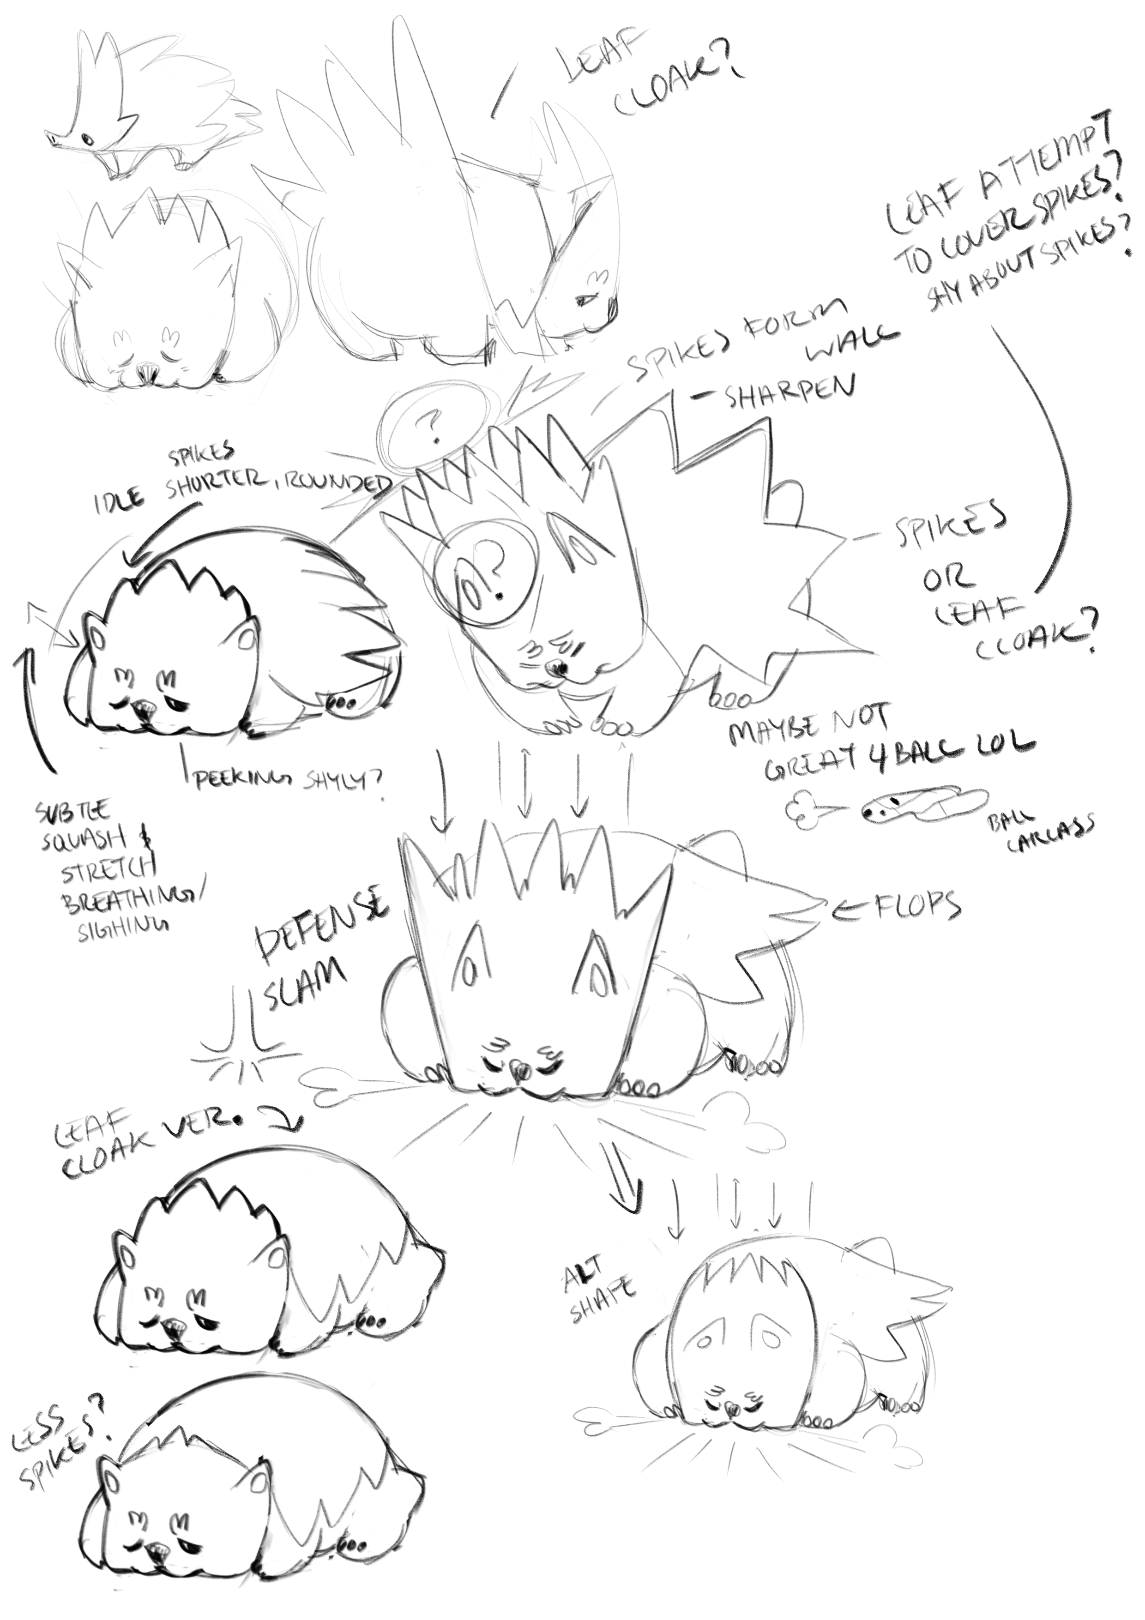 LEAF
CLOAK?
LEAF ATTEMPT
TO COVER SPIKES?
SHY ABOUT SPIKES?
SPIKES FORM
WALL
- SHARPEN
?
SPIKES
IDLE SHORTER, ROUNDED
?
- SPIKES
OR
LEAF
CLOAK?
MAYBE NOT
GREAT 4 BALL LOL
BALL
CARCASS
PEEKING SHYLY?
SUBTLE
SQUASH &
STRETCH
BREATHING/
SIGHING
DEFENSE
SLAM
FLOPS
LEAF
CLOAK VER.
ALT
SHAPE
LESS
SPIKES?